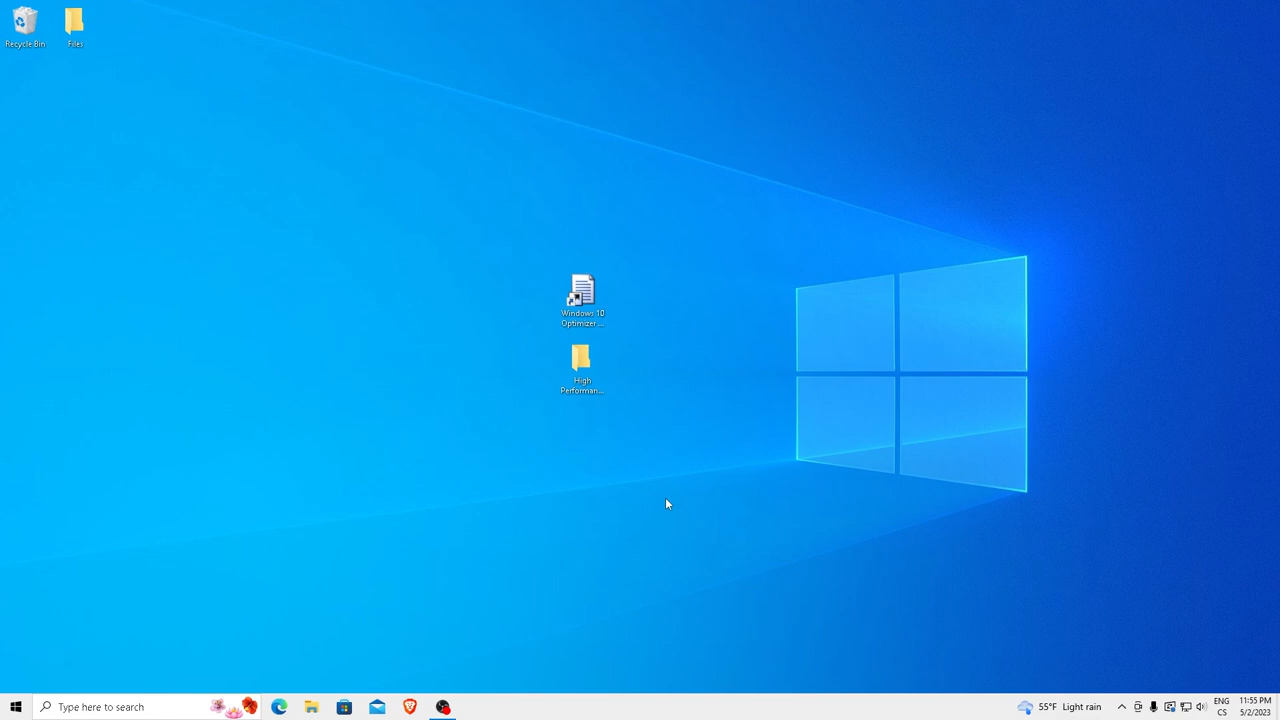 Recycle Bin
Files
Windows 10
Optimizer ...
High
Performan...
Type here to search
55°F Light rain
ENG
CS
11:55 PM
5/2/2023